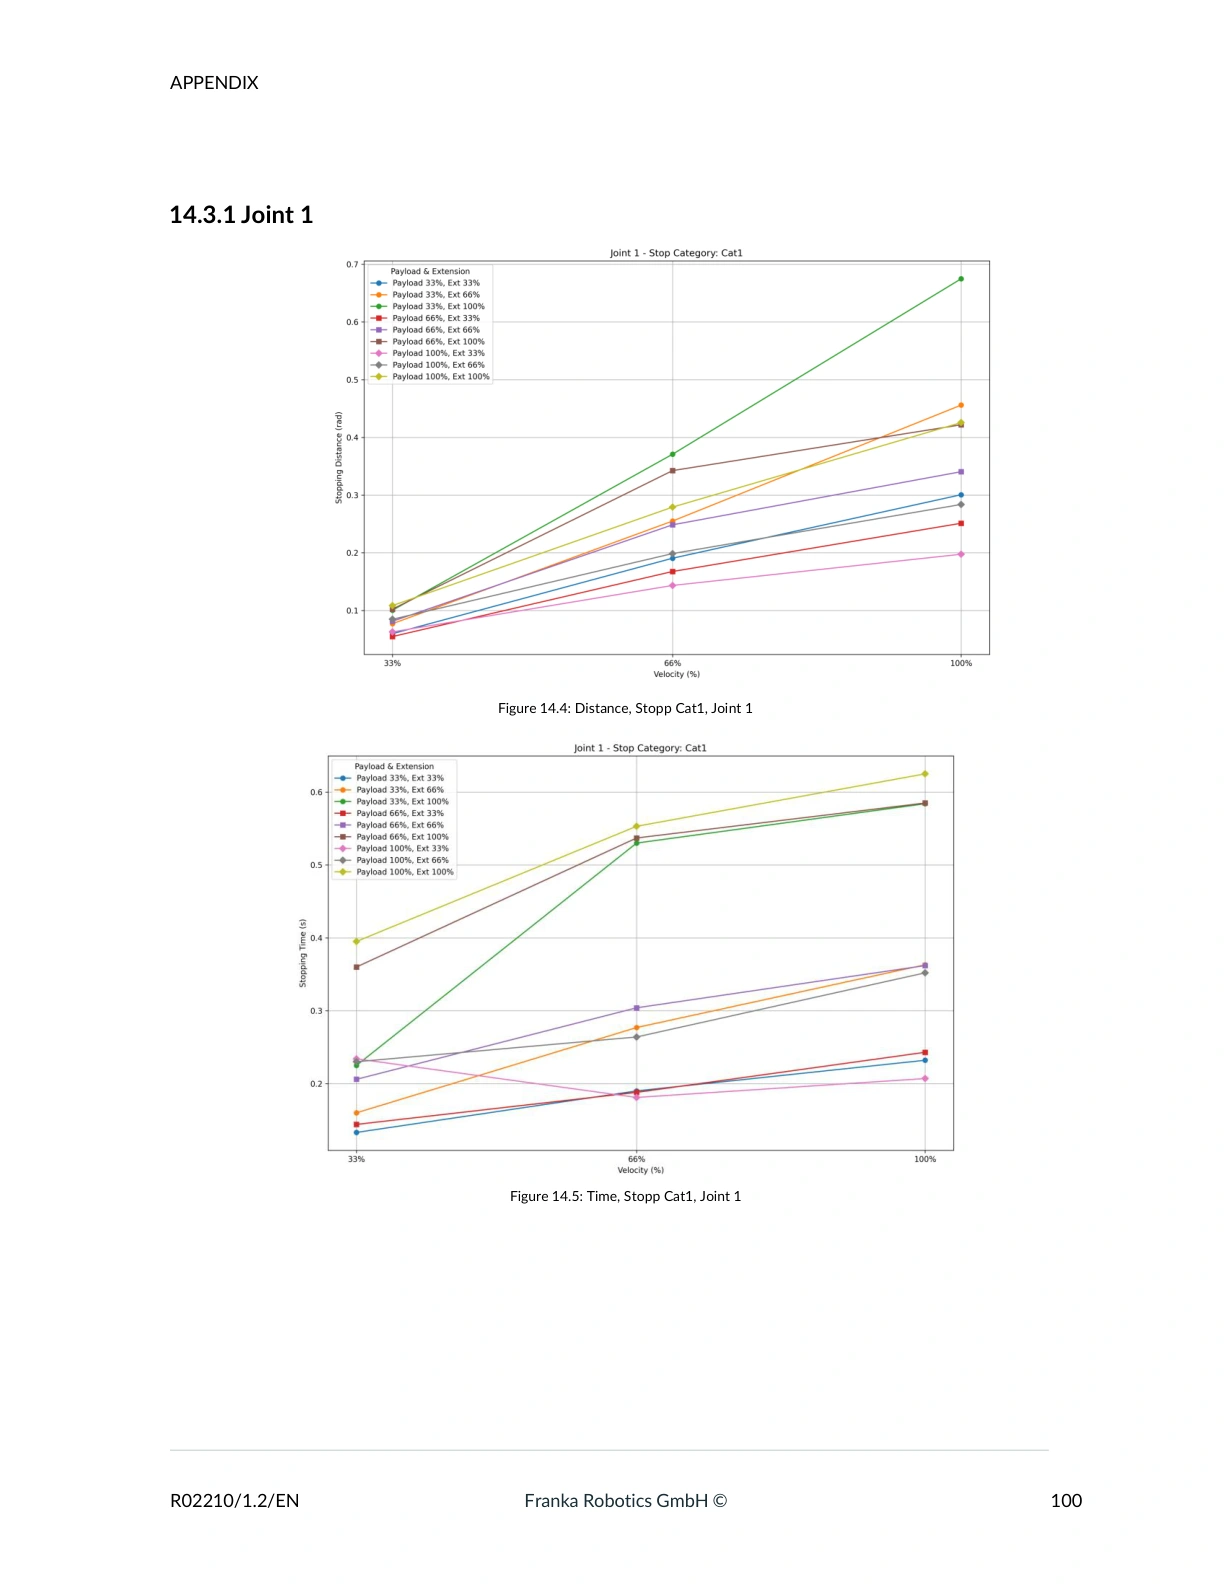 APPENDIX
14.3.1 Joint 1
Joint 1 - Stop Category: Cat1
0.7
0.6
0.5
0.4
0.3
0.2
0.1
Stopping Distance (rad)
Payload & Extension
Payload 33%, Ext 33%
Payload 33%, Ext 66%
Payload 33%, Ext 100%
Payload 66%, Ext 33%
Payload 66%, Ext 66%
Payload 66%, Ext 100%
Payload 100%, Ext 33%
Payload 100%, Ext 66%
Payload 100%, Ext 100%
33% 66% 100%
Velocity (%)
Figure 14.4: Distance, Stopp Cat1, Joint 1
Joint 1 - Stop Category: Cat1
0.6
0.5
0.4
0.3
0.2
Stopping Time (s)
Payload & Extension
Payload 33%, Ext 33%
Payload 33%, Ext 66%
Payload 33%, Ext 100%
Payload 66%, Ext 33%
Payload 66%, Ext 66%
Payload 66%, Ext 100%
Payload 100%, Ext 33%
Payload 100%, Ext 66%
Payload 100%, Ext 100%
33% 66% 100%
Velocity (%)
Figure 14.5: Time, Stopp Cat1, Joint 1
R02210/1.2/EN Franka Robotics GmbH © 100